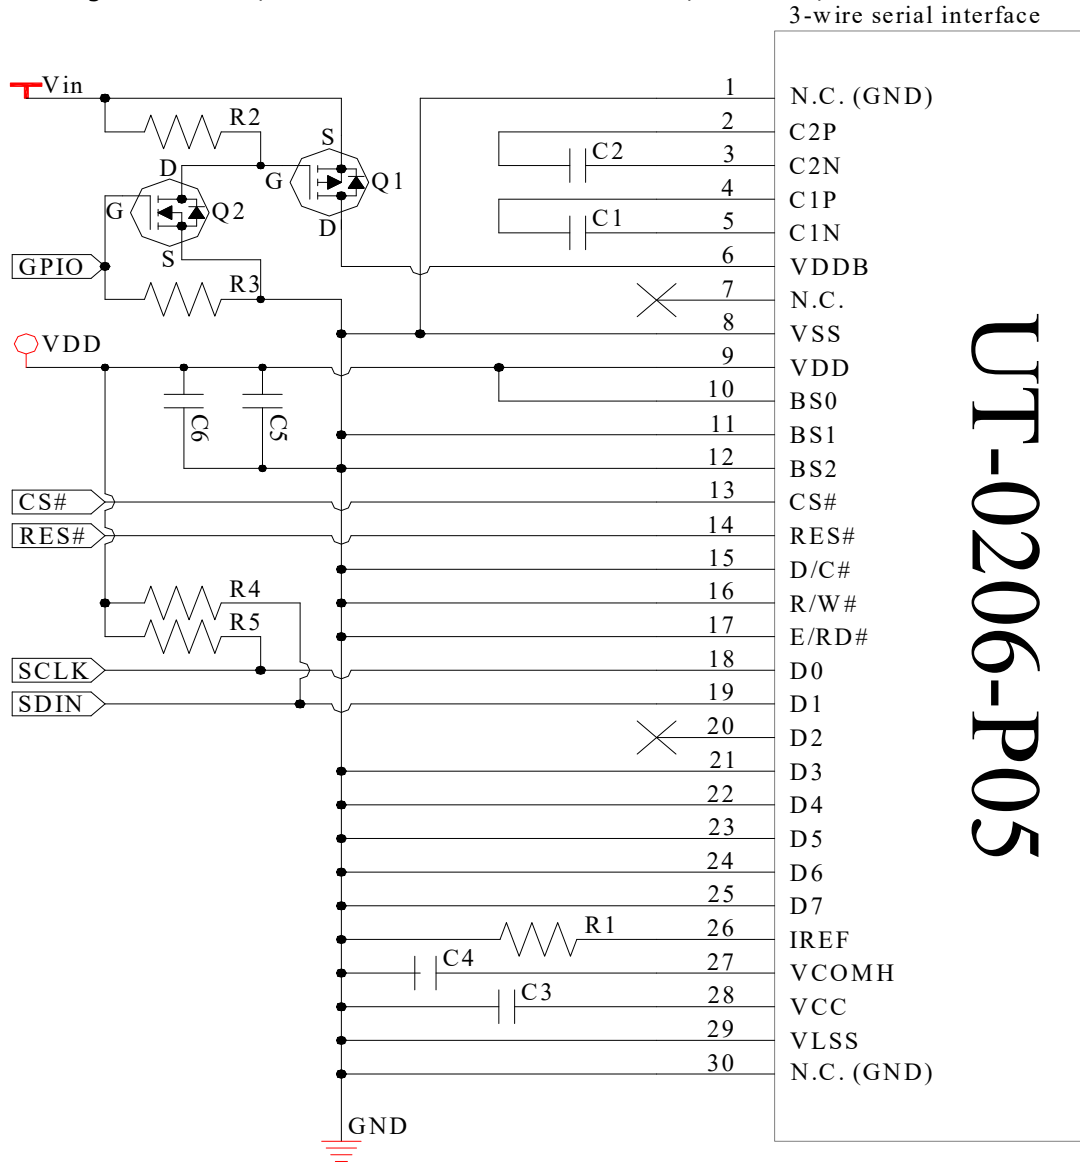 3-wire serial interface
Vin
R2
S
D
G
Q1
G
Q2
D
S
GPIO
R3
VDD
C6
C5
CS#
RES#
R4
R5
SCLK
SDIN
1 N.C. (GND)
2 C2P
C2
3 C2N
4 C1P
C1
5 C1N
6 VDDB
7 N.C.
8 VSS
9 VDD
10 BS0
11 BS1
12 BS2
13 CS#
14 RES#
15 D/C#
16 R/W#
17 E/RD#
18 D0
19 D1
20 D2
21 D3
22 D4
23 D5
24 D6
25 D7
R1
26 IREF
C4
27 VCOMH
C3
28 VCC
29 VLSS
30 N.C. (GND)
GND
UT-0206-P05